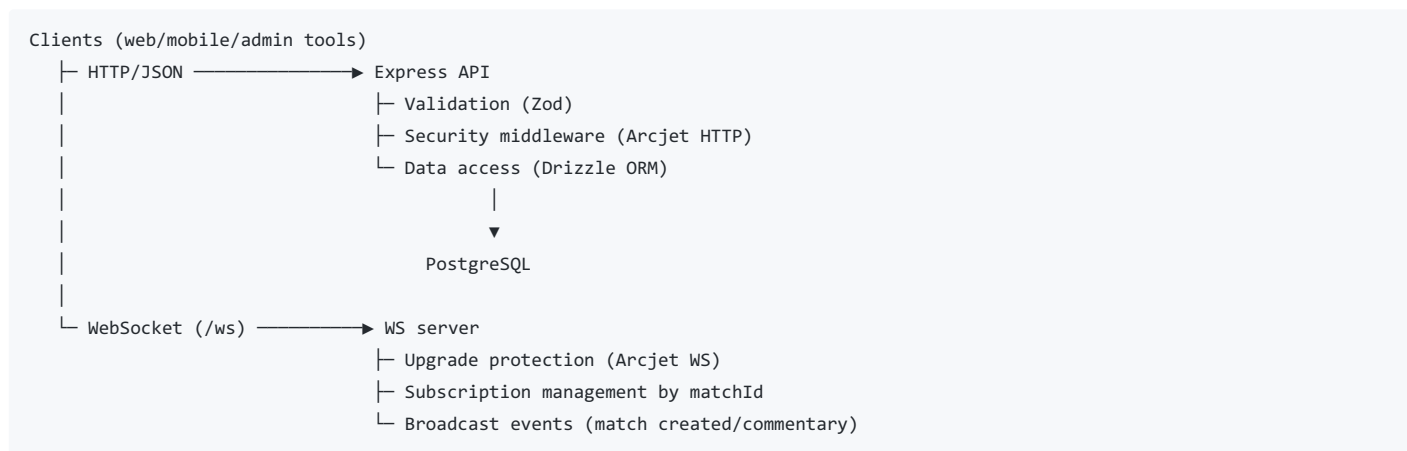 Clients (web/mobile/admin tools)
├─ HTTP/JSON ───────────────▶ Express API
│ ├─ Validation (Zod)
│ ├─ Security middleware (Arcjet HTTP)
│ └─ Data access (Drizzle ORM)
│ │
│ ▼
│ PostgreSQL
│
└─ WebSocket (/ws) ──────────▶ WS server
├─ Upgrade protection (Arcjet WS)
├─ Subscription management by matchId
└─ Broadcast events (match created/commentary)